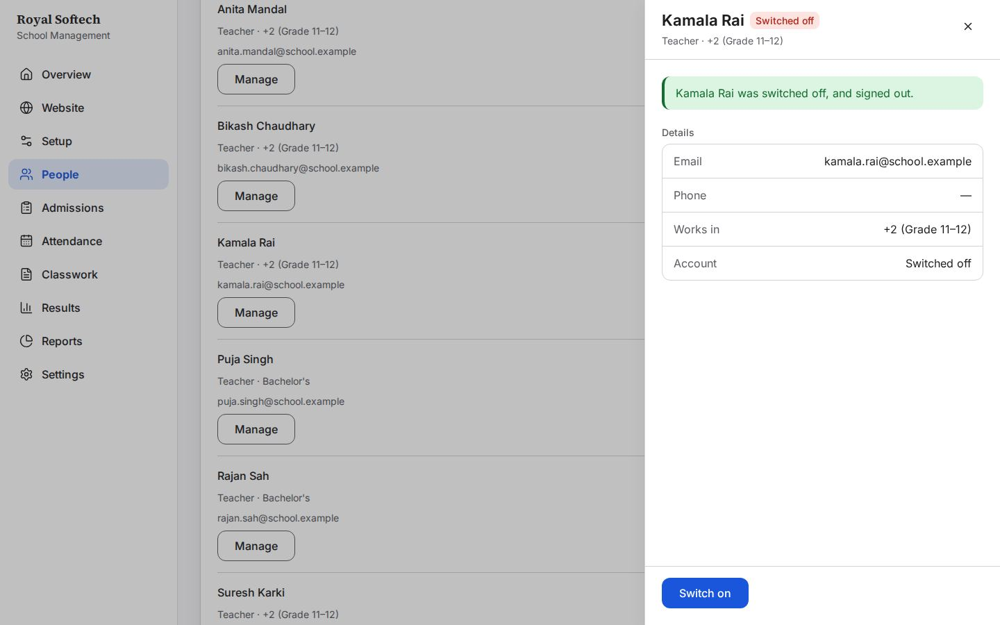 Royal Softech
School Management
Overview
Website
Setup
People
Admissions
Attendance
Classwork
Results
Reports
Settings
Anita Mandal
Teacher · +2 (Grade 11–12)
anita.mandal@school.example
Manage
Bikash Chaudhary
Teacher · +2 (Grade 11–12)
bikash.chaudhary@school.example
Manage
Kamala Rai
Teacher · +2 (Grade 11–12)
kamala.rai@school.example
Manage
Puja Singh
Teacher · Bachelor's
puja.singh@school.example
Manage
Rajan Sah
Teacher · Bachelor's
rajan.sah@school.example
Manage
Suresh Karki
Teacher · +2 (Grade 11–12)
Kamala Rai Switched off
Teacher · +2 (Grade 11–12)
Kamala Rai was switched off, and signed out.
Details
Email kamala.rai@school.example
Phone —
Works in +2 (Grade 11–12)
Account Switched off
Switch on